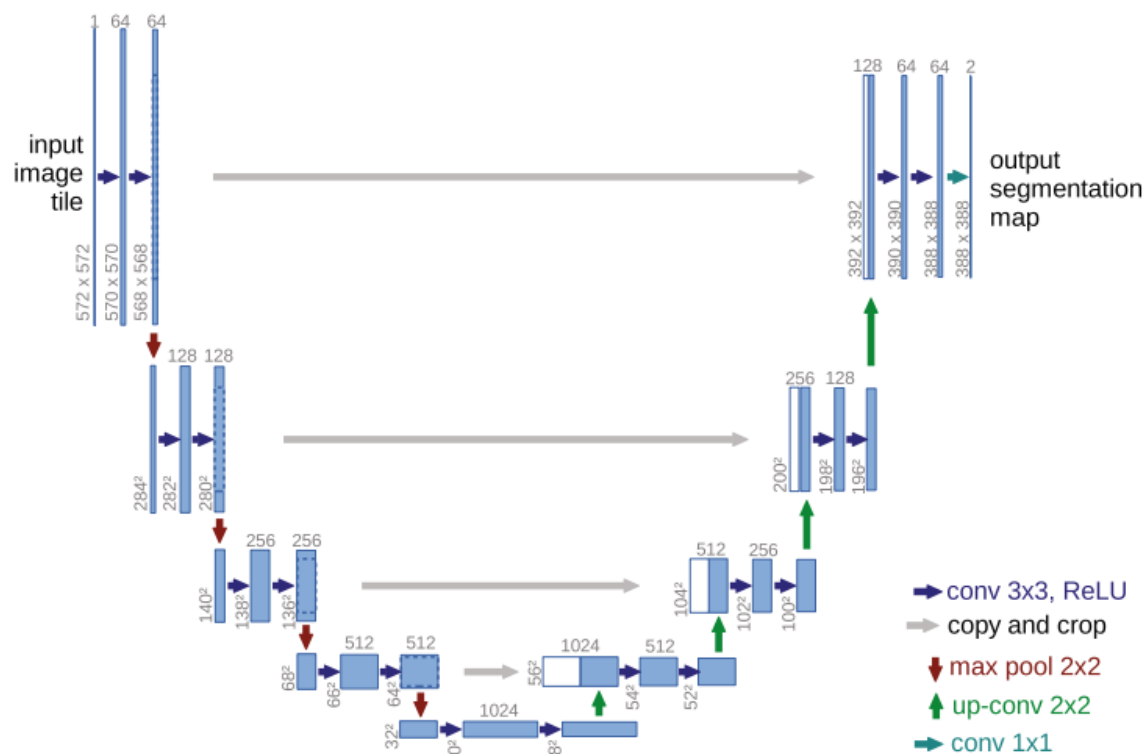 1 64 64
128 64 64 2
input
image
tile
output
segmentation
map
572 x 572
570 x 570
568 x 568
392 x 392
390 x 390
388 x 388
388 x 388
128 128
256 128
284²
282²
280²
200²
198²
196²
256 256
512 256
140²
138²
136²
104²
102²
100²
512 512
1024 512
68²
66²
64²
56²
54²
52²
1024
32²
conv 3x3, ReLU
copy and crop
max pool 2x2
up-conv 2x2
conv 1x1